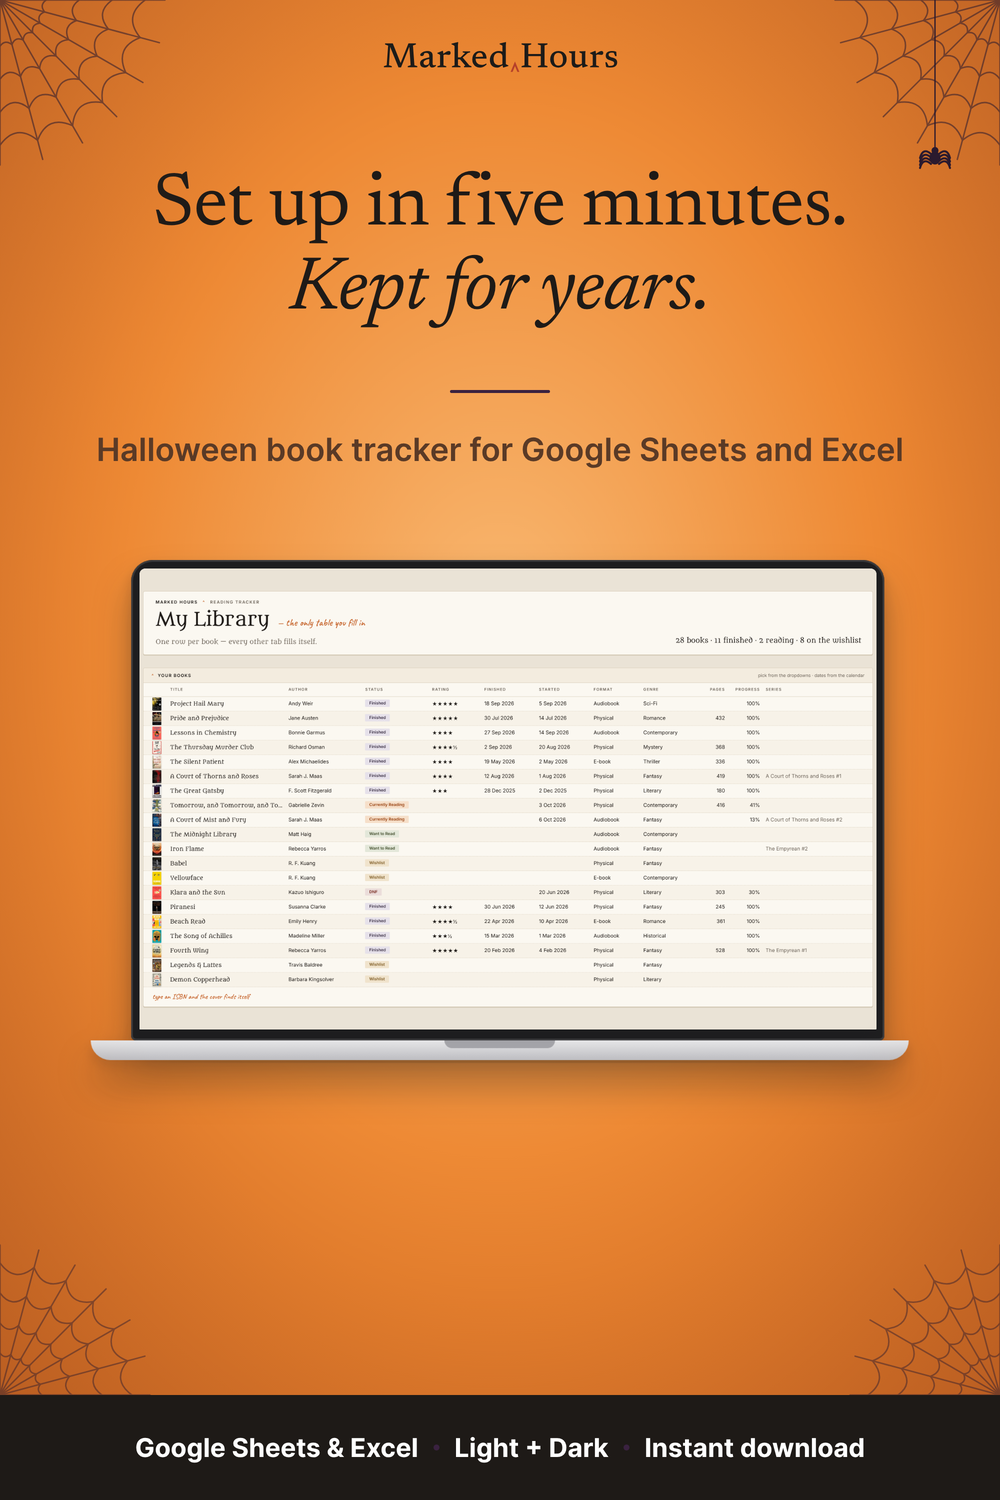 Marked‸Hours
Set up in five minutes.
Kept for years.
Halloween book tracker for Google Sheets and Excel
MARKED HOURS READING TRACKER
My Library – the only table you fill in
One row per book — every other tab fills itself.
28 books · 11 finished · 2 reading · 8 on the wishlist
YOUR BOOKS pick from the dropdowns · dates from the calendar
TITLE AUTHOR STATUS RATING FINISHED STARTED FORMAT GENRE PAGES PROGRESS SERIES
Project Hail Mary Andy Weir Finished ★★★★★ 18 Sep 2026 5 Sep 2026 Audiobook Sci-Fi 100%
Pride and Prejudice Jane Austen Finished ★★★★★ 30 Jul 2026 14 Jul 2026 Physical Romance 432 100%
Lessons in Chemistry Bonnie Garmus Finished ★★★★ 27 Sep 2026 14 Sep 2026 Audiobook Contemporary 100%
The Thursday Murder Club Richard Osman Finished ★★★★½ 2 Sep 2026 20 Aug 2026 Physical Mystery 368 100%
The Silent Patient Alex Michaelides Finished ★★★★ 19 May 2026 2 May 2026 E-book Thriller 336 100%
A Court of Thorns and Roses Sarah J. Maas Finished ★★★★ 12 Aug 2026 1 Aug 2026 Physical Fantasy 419 100% A Court of Thorns and Roses #1
The Great Gatsby F. Scott Fitzgerald Finished ★★★ 28 Dec 2025 2 Dec 2025 Physical Literary 180 100%
Tomorrow, and Tomorrow, and To... Gabrielle Zevin Currently Reading 3 Oct 2026 Physical Contemporary 416 41%
A Court of Mist and Fury Sarah J. Maas Currently Reading 6 Oct 2026 Audiobook Fantasy 13% A Court of Thorns and Roses #2
The Midnight Library Matt Haig Want to Read Audiobook Contemporary
Iron Flame Rebecca Yarros Want to Read Audiobook Fantasy The Empyrean #2
Babel R. F. Kuang Wishlist Physical Fantasy
Yellowface R. F. Kuang Wishlist E-book Contemporary
Klara and the Sun Kazuo Ishiguro DNF 20 Jun 2026 Physical Literary 303 30%
Piranesi Susanna Clarke Finished ★★★★ 30 Jun 2026 12 Jun 2026 Physical Fantasy 245 100%
Beach Read Emily Henry Finished ★★★★½ 22 Apr 2026 10 Apr 2026 E-book Romance 361 100%
The Song of Achilles Madeline Miller Finished ★★★½ 15 Mar 2026 1 Mar 2026 Audiobook Historical 100%
Fourth Wing Rebecca Yarros Finished ★★★★★ 20 Feb 2026 4 Feb 2026 Physical Fantasy 528 100% The Empyrean #1
Legends & Lattes Travis Baldree Wishlist Physical Fantasy
Demon Copperhead Barbara Kingsolver Wishlist Physical Literary
type an ISBN and the cover finds itself
Google Sheets & Excel • Light + Dark • Instant download